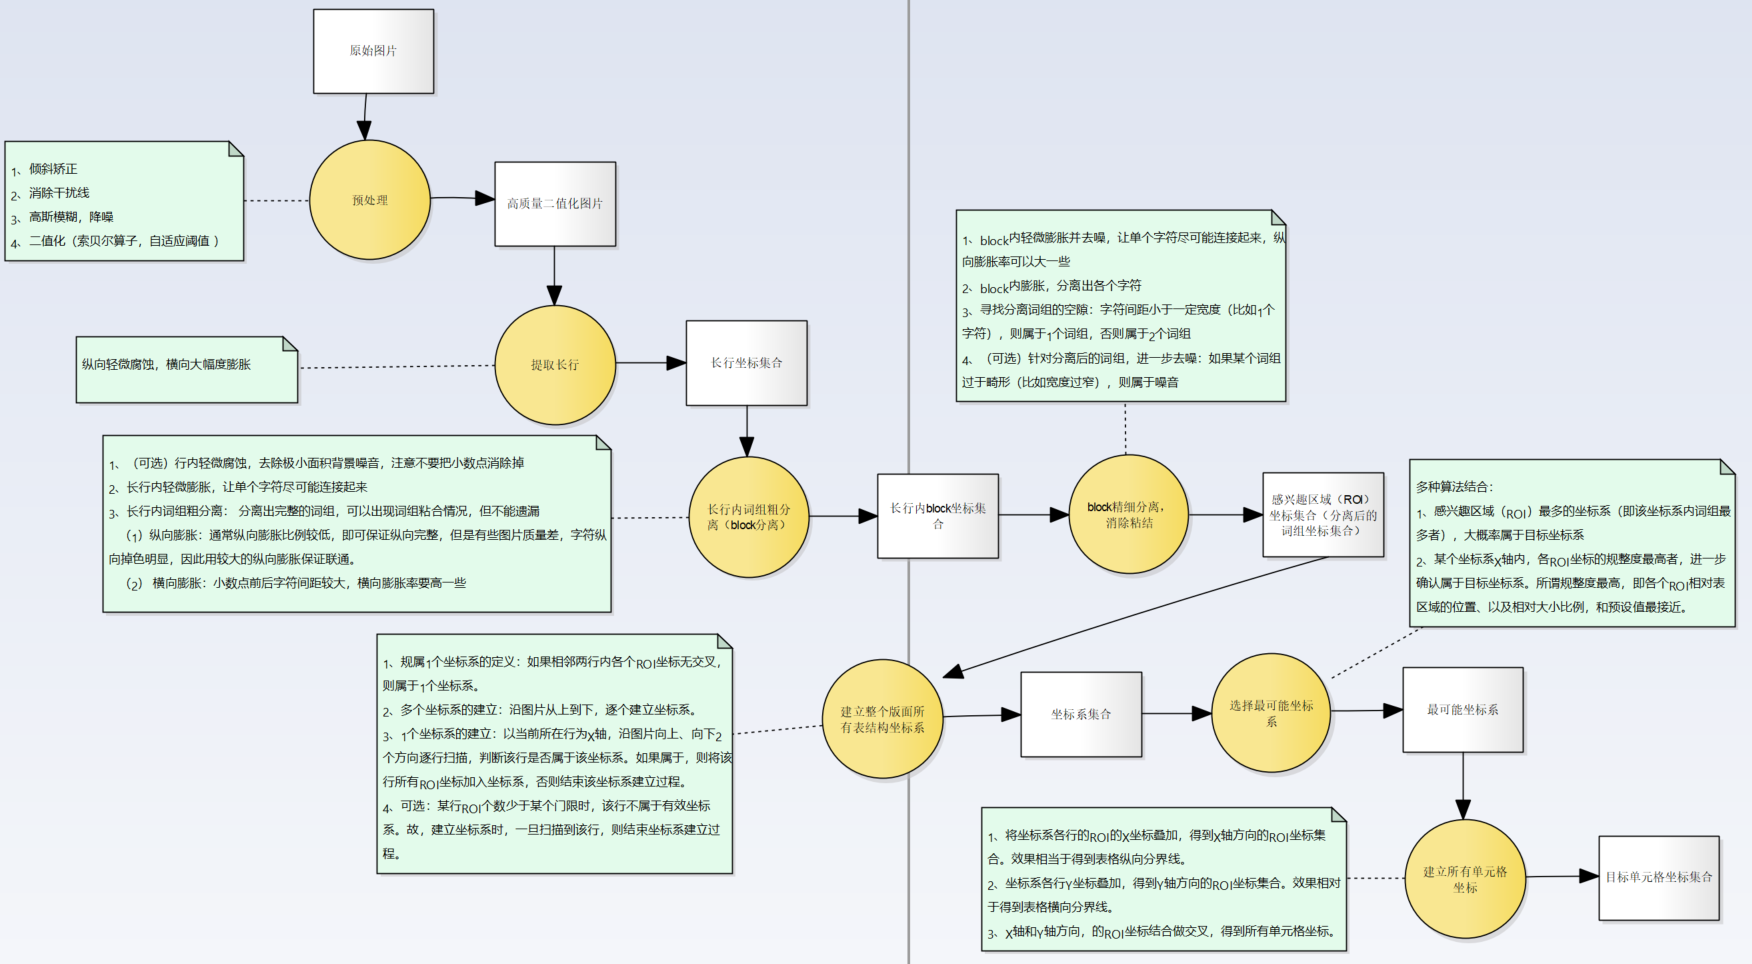 原始图片
1、倾斜矫正
2、消除干扰线
3、高斯模糊，降噪
4、二值化（索贝尔算子，自适应阈值 ）
预处理
高质量二值化图片
纵向轻微腐蚀，横向大幅度膨胀
提取长行
长行坐标集合
1、（可选）行内轻微腐蚀，去除极小面积背景噪音，注意不要把小数点消除掉
2、长行内轻微膨胀，让单个字符尽可能连接起来
3、长行内词组粗分离： 分离出完整的词组，可以出现词组粘合情况，但不能遗漏
（1）纵向膨胀：通常纵向膨胀比例较低，即可保证纵向完整，但是有些图片质量差，字符纵
向掉色明显，因此用较大的纵向膨胀保证联通。
（2） 横向膨胀：小数点前后字符间距较大，横向膨胀率要高一些
长行内词组粗分
离（block分离）
长行内block坐标集
合
1、block内轻微膨胀并去噪，让单个字符尽可能连接起来，纵
向膨胀率可以大一些
2、block内膨胀，分离出各个字符
3、寻找分离词组的空隙：字符间距小于一定宽度（比如1个
字符），则属于1个词组，否则属于2个词组
4、（可选）针对分离后的词组，进一步去噪：如果某个词组
过于畸形（比如宽度过窄），则属于噪音
block精细分离，
消除粘结
感兴趣区域（ROI）
坐标集合（分离后的
词组坐标集合）
1、规属1个坐标系的定义：如果相邻两行内各个ROI坐标无交叉，
则属于1个坐标系。
2、多个坐标系的建立：沿图片从上到下，逐个建立坐标系。
3、1个坐标系的建立：以当前所在行为X轴，沿图片向上、向下2
个方向逐行扫描，判断该行是否属于该坐标系。如果属于，则将该
行所有ROI坐标加入坐标系，否则结束该坐标系建立过程。
4、可选：某行ROI个数少于某个门限时，该行不属于有效坐标
系。故，建立坐标系时，一旦扫描到该行，则结束坐标系建立过
程。
建立整个版面所
有表结构坐标系
坐标系集合
多种算法结合：
1、感兴趣区域（ROI）最多的坐标系（即该坐标系内词组最
多者），大概率属于目标坐标系
2、某个坐标系X轴内，各ROI坐标的规整度最高者，进一步
确认属于目标坐标系。所谓规整度最高，即各个ROI相对表
区域的位置、以及相对大小比例，和预设值最接近。
选择最可能坐标
系
最可能坐标系
1、将坐标系各行的ROI的X坐标叠加，得到X轴方向的ROI坐标集
合。效果相当于得到表格纵向分界线。
2、坐标系各行Y坐标叠加，得到Y轴方向的ROI坐标集合。效果相对
于得到表格横向分界线。
3、X轴和Y轴方向，的ROI坐标结合做交叉，得到所有单元格坐标。
建立所有单元格
坐标
目标单元格坐标集合